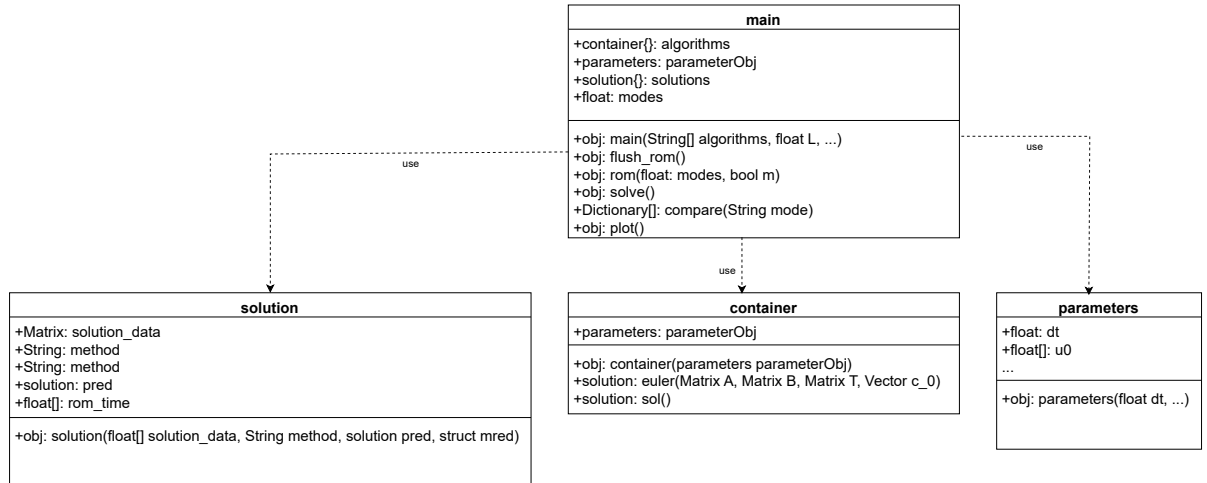 main
+container{}: algorithms
+parameters: parameterObj
+solution{}: solutions
+float: modes
+obj: main(String[] algorithms, float L, ...)
+obj: flush_rom()
+obj: rom(float: modes, bool m)
+obj: solve()
+Dictionary[]: compare(String mode)
+obj: plot()
use
use
use
solution
+Matrix: solution_data
+String: method
+String: method
+solution: pred
+float[]: rom_time
+obj: solution(float[] solution_data, String method, solution pred, struct mred)
container
+parameters: parameterObj
+obj: container(parameters parameterObj)
+solution: euler(Matrix A, Matrix B, Matrix T, Vector c_0)
+solution: sol()
parameters
+float: dt
+float[]: u0
...
+obj: parameters(float dt, ...)